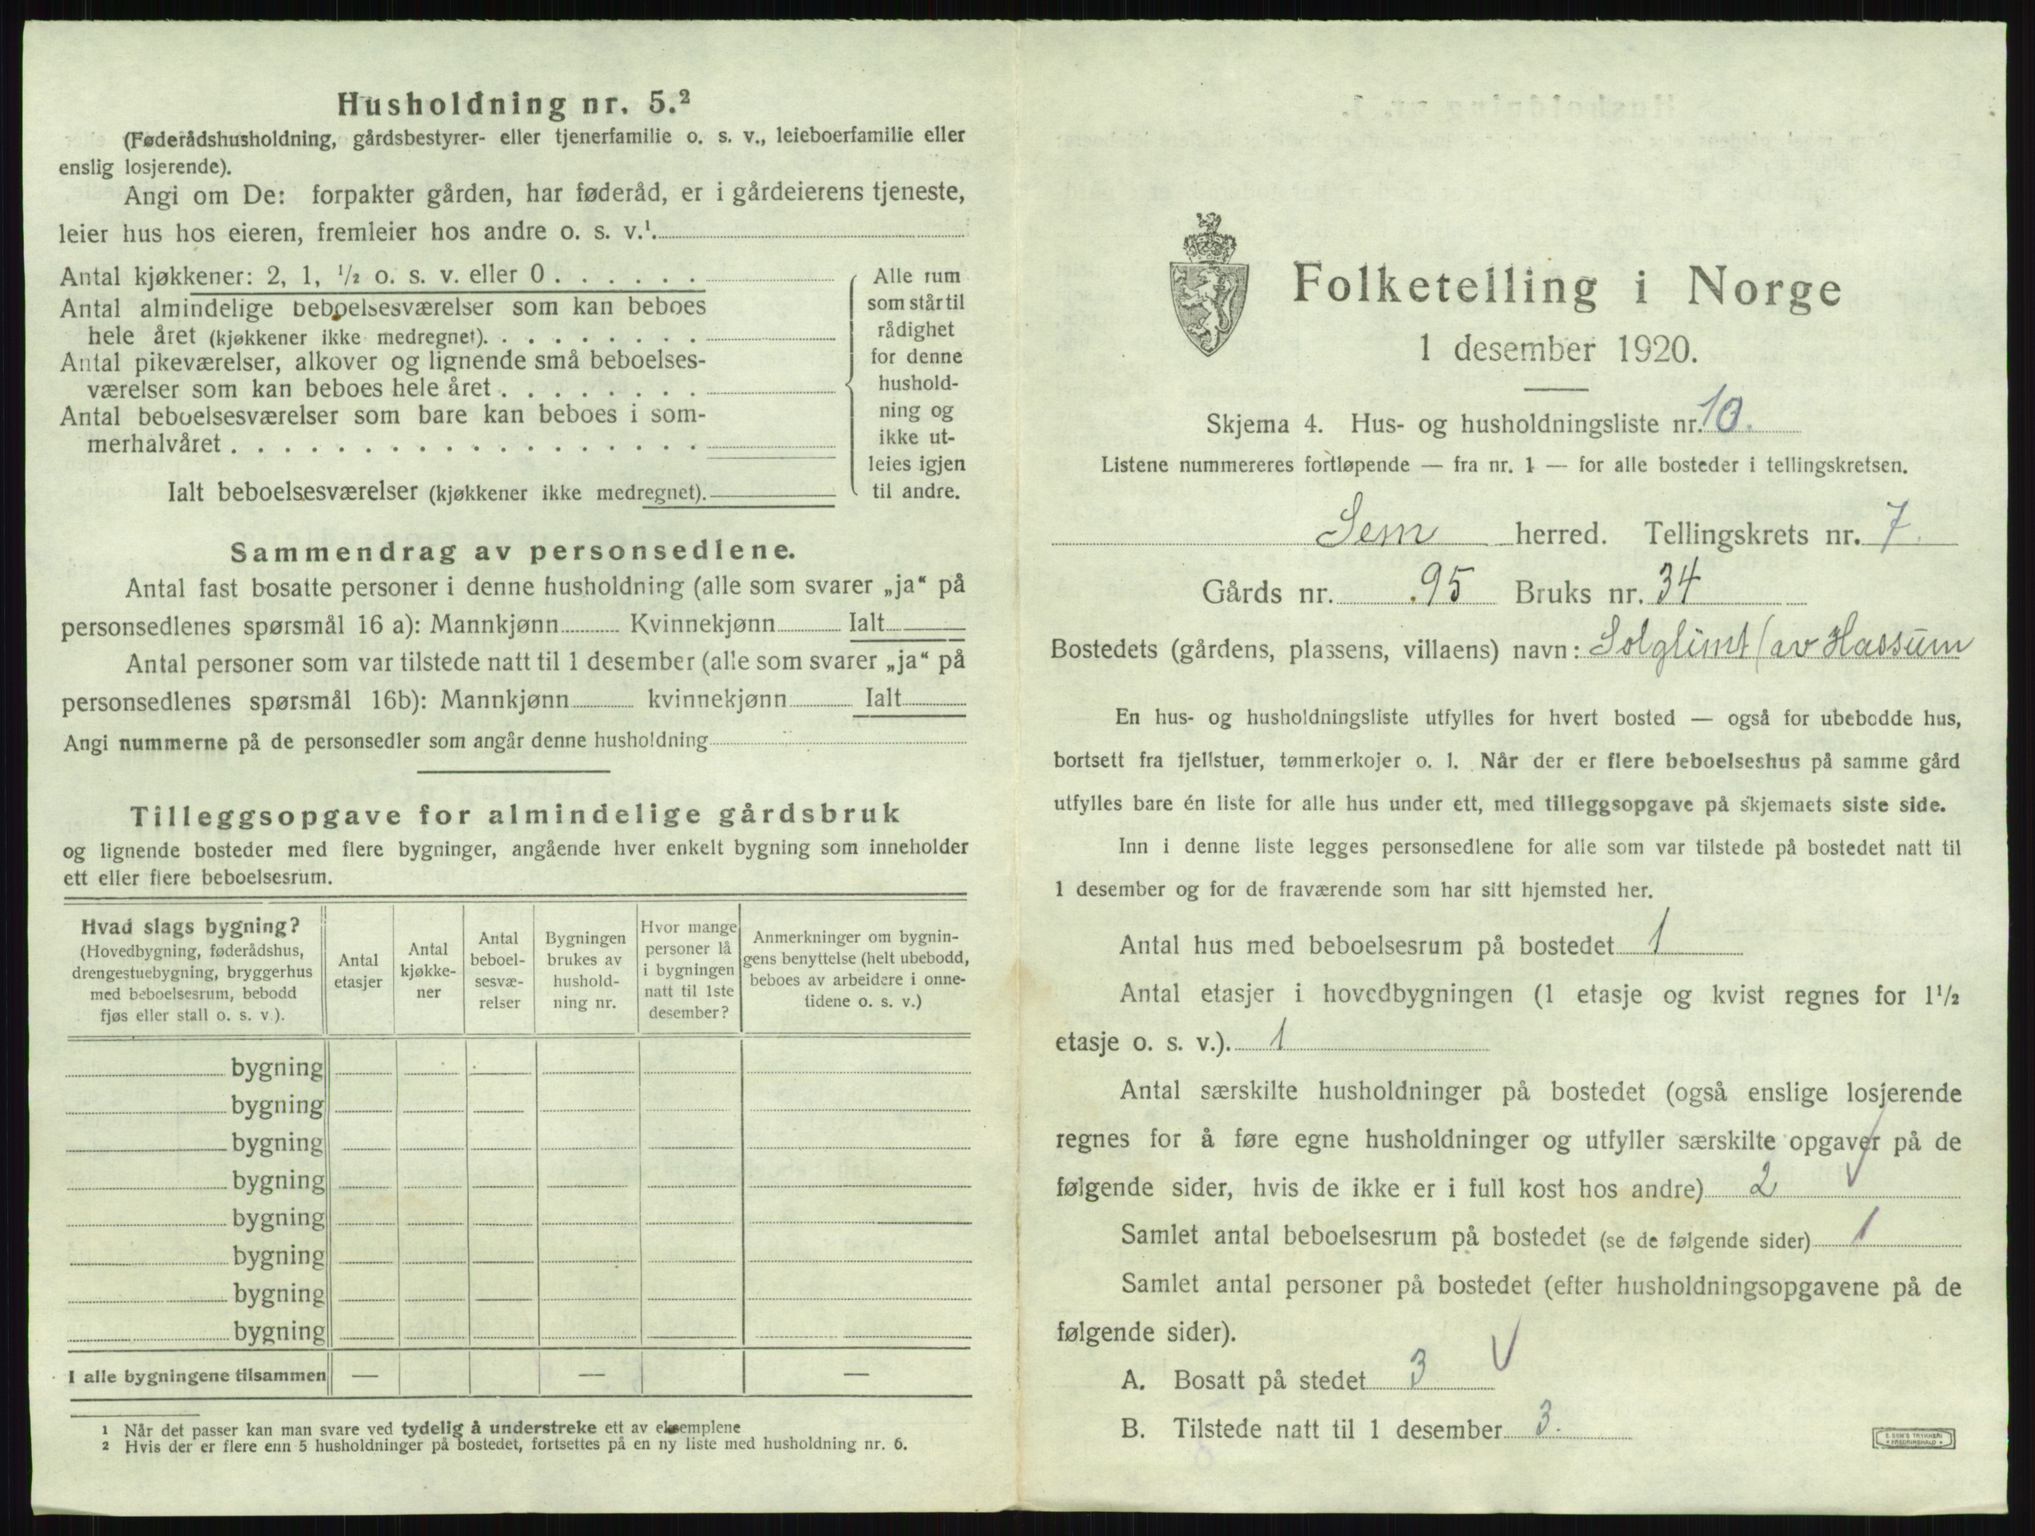 Husholdning nr. 5.²
(Føderådshusholdning, gårdsbestyrer- eller tjenerfamilie o. s. v., leieboerfamilie eller
enslig losjerende).
Angi om De: forpakter gården, har føderåd, er i gårdeierens tjeneste,
leier hus hos eieren, fremleier hos andre o. s. v.¹.
Antal kjøkkener: 2, 1, ½ o. s. v. eller 0 . . . . . .
Antal almindelige beboelsesværelser som kan beboes
hele året (kjøkkener ikke medregnet). . . . . . . . .
Antal pikeværelser, alkover og lignende små beboelses-
værelser som kan beboes hele året . . . . . . . .
Antal beboelsesværelser som bare kan beboes i som-
merhalvåret . . . . . . . . . . . . . . . . . .
Ialt beboelsesværelser (kjøkkener ikke medregnet).
Alle rum
som står til
rådighet
for denne
hushold-
ning og
ikke ut-
leies igjen
til andre.
Sammendrag av personsedlene.
Antal fast bosatte personer i denne husholdning (alle som svarer „ja“ på
personsedlenes spørsmål 16 a): Mannkjønn Kvinnekjønn Ialt
Antal personer som var tilstede natt til 1 desember (alle som svarer „ja“ på
personsedlenes spørsmål 16b): Mannkjønn kvinnekjønn Ialt
Angi nummerne på de personsedler som angår denne husholdning
Tilleggsopgave for almindelige gårdsbruk
og lignende bosteder med flere bygninger, angående hver enkelt bygning som inneholder
ett eller flere beboelsesrum.
Hvad slags bygning?
(Hovedbygning, føderådshus,
drengestuebygning, bryggerhus
med beboelsesrum, bebodd
fjøs eller stall o. s. v.).
Antal
etasjer
Antal
kjøkke-
ner
Antal
beboel-
sesvæ-
relser
Bygningen
brukes av
hushold-
ning nr.
Hvor mange
personer lå
i bygningen
natt til 1ste
desember?
Anmerkninger om bygnin-
gens benyttelse (helt ubebodd,
beboes av arbeidere i onne-
tidene o. s. v.)
bygning
bygning
bygning
bygning
bygning
bygning
bygning
bygning
I alle bygningene tilsammen — — —
1 Når det passer kan man svare ved tydelig å understreke ett av eksemplene
2 Hvis der er flere enn 5 husholdninger på bostedet, fortsettes på en ny liste med husholdning nr. 6.
Folketelling i Norge
1 desember 1920.
Skjema 4. Hus- og husholdningsliste nr. 10.
Listene nummereres fortløpende — fra nr. 1 — for alle bosteder i tellingskretsen.
Sem herred. Tellingskrets nr. 7.
Gårds nr. 95 Bruks nr. 34
Bostedets (gårdens, plassens, villaens) navn: Solglimt (av Hassum
En hus- og husholdningsliste utfylles for hvert bosted — også for ubebodde hus,
bortsett fra fjellstuer, tømmerkojer o. l. Når der er flere beboelseshus på samme gård
utfylles bare én liste for alle hus under ett, med tilleggsopgave på skjemaets siste side.
Inn i denne liste legges personsedlene for alle som var tilstede på bostedet natt til
1 desember og for de fraværende som har sitt hjemsted her.
Antal hus med beboelsesrum på bostedet 1
Antal etasjer i hovedbygningen (1 etasje og kvist regnes for 1½
etasje o. s. v.). 1
Antal særskilte husholdninger på bostedet (også enslige losjerende
regnes for å føre egne husholdninger og utfyller særskilte opgaver på de
følgende sider, hvis de ikke er i full kost hos andre) 2
Samlet antal beboelsesrum på bostedet (se de følgende sider) 1
Samlet antal personer på bostedet (efter husholdningsopgavene på de
følgende sider).
A. Bosatt på stedet 3
B. Tilstede natt til 1 desember 3.